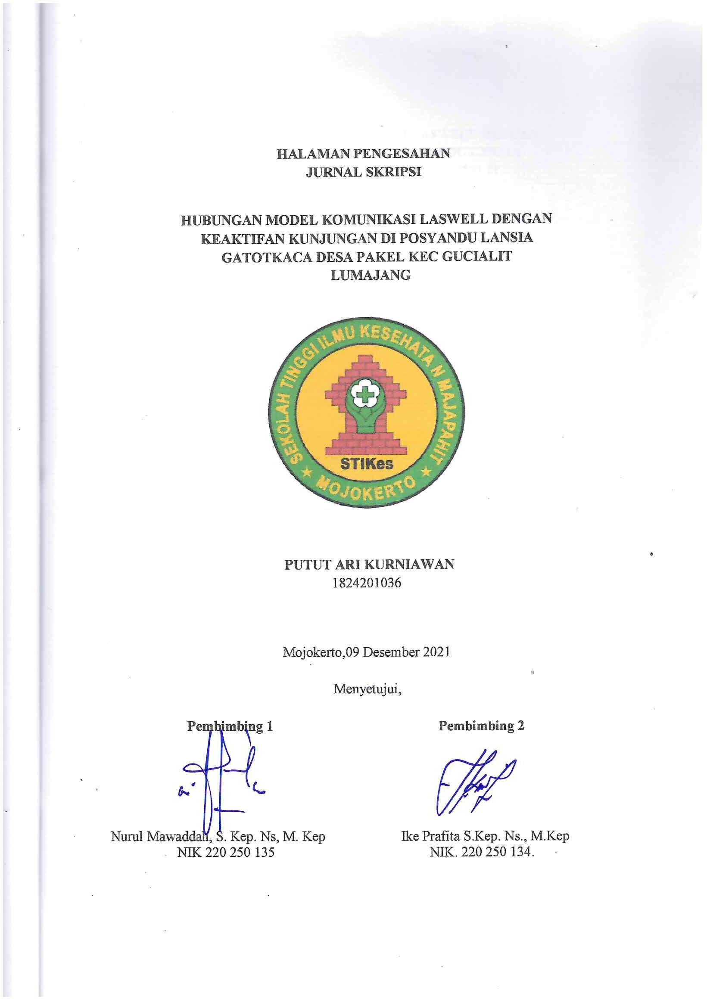 HALAMAN PENGESAHAN
JURNAL SKRIPSI
HUBUNGAN MODEL KOMUNIKASI LASWELL DENGAN
KEAKTIFAN KUNJUNGAN DI POSYANDU LANSIA
GATOTKACA DESA PAKEL KEC GUCIALIT
LUMAJANG
SEKOLAH TINGGI ILMU KESEHATAN MAJAPAHIT
STIKes
MOJOKERTO
PUTUT ARI KURNIAWAN
1824201036
Mojokerto,09 Desember 2021
Menyetujui,
Pembimbing 1 Pembimbing 2
Nurul Mawaddah, S. Kep. Ns, M. Kep Ike Prafita S.Kep. Ns., M.Kep
NIK 220 250 135 NIK. 220 250 134.